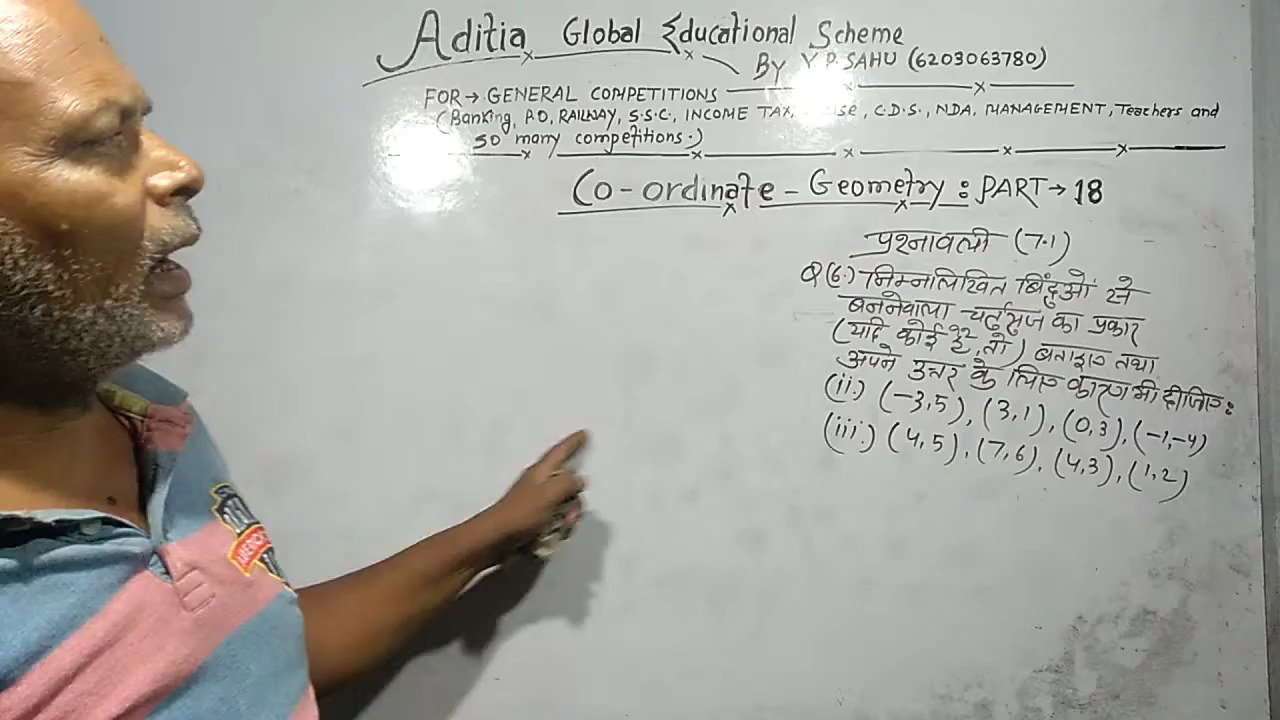 Aditia Global Educational Scheme
By Y.P. SAHU (6203063780)
FOR → GENERAL COMPETITIONS
(Banking, P.O, RAILWAY, S.S.C, INCOME TAX, C.D.S., NDA, MANAGEMENT, Teachers and
so many competitions.)
Co-ordinate-Geometry : PART → 18
प्रश्नावली (7.1)
Q(6.) निम्नलिखित बिंदुओं से
बननेवाला चर्तुभुज का प्रकार
(यदि कोई है, तो) बताइए तथा
अपने उत्तर के लिए कारण भी दीजिए:
(ii.) (-3,5), (3,1), (0,3), (-1,-4)
(iii.) (4,5), (7,6), (4,3), (1,2)